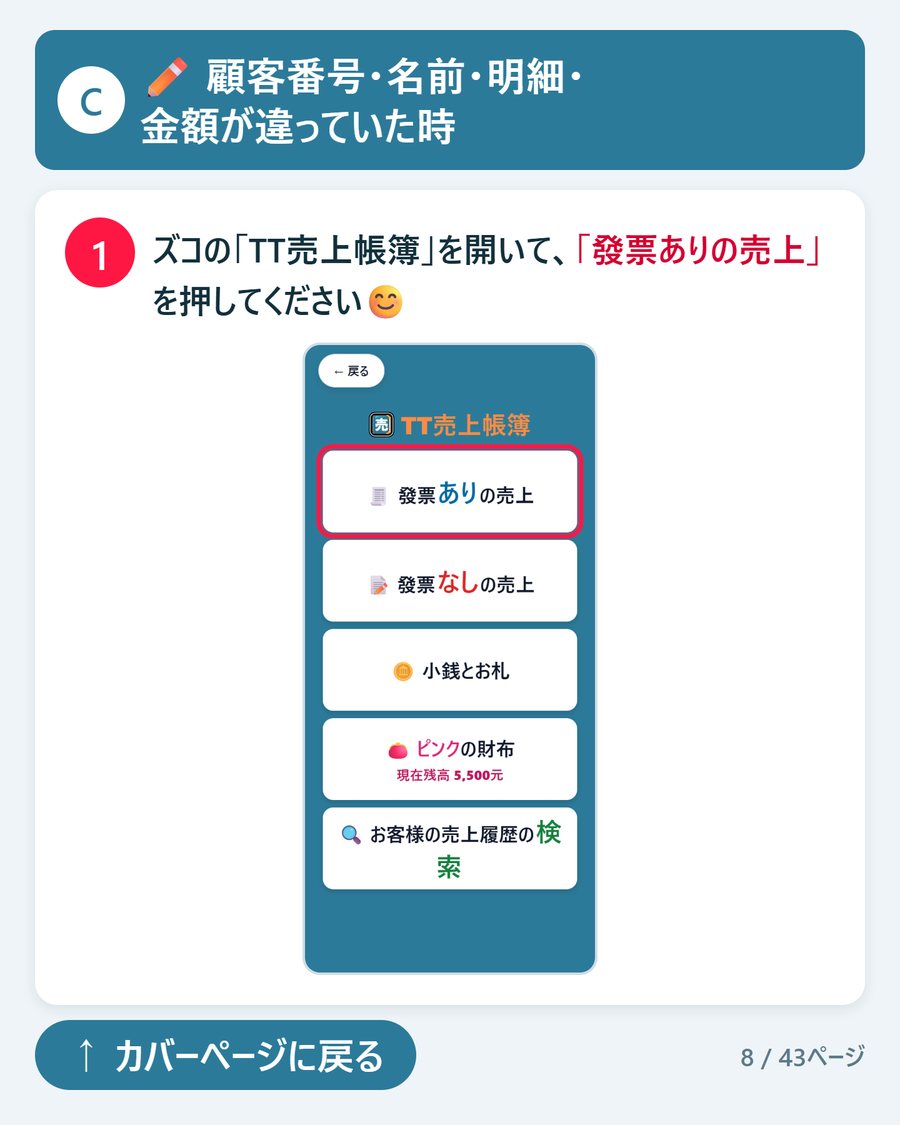 C
顧客番号・名前・明細・
金額が違っていた時
1
ズコの「TT売上帳簿」を開いて、「發票ありの売上」
を押してください
← 戻る
売 TT売上帳簿
發票ありの売上
發票なしの売上
小銭とお札
ピンクの財布
現在残高 5,500元
お客様の売上履歴の検
索
↑ カバーページに戻る
8 / 43ページ